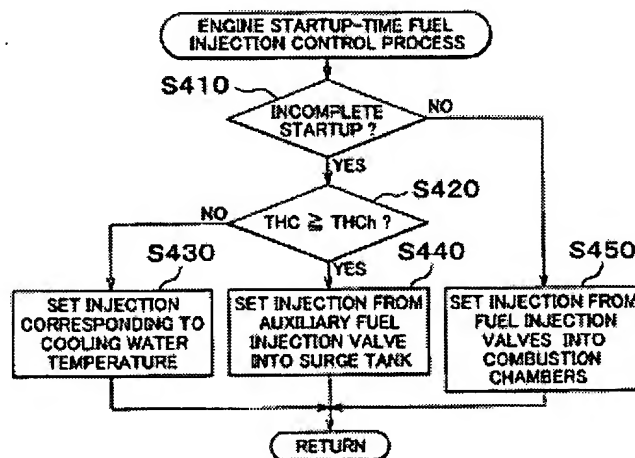 ENGINE STARTUP-TIME FUEL
INJECTION CONTROL PROCESS
S410
INCOMPLETE
STARTUP ?
NO
YES
S420
THC ≧ THCh ?
NO
YES
S430
SET INJECTION
CORRESPONDING TO
COOLING WATER
TEMPERATURE
S440
SET INJECTION FROM
AUXILIARY FUEL
INJECTION VALVE
INTO SURGE TANK
S450
SET INJECTION FROM
FUEL INJECTION
VALVES INTO
COMBUSTION
CHAMBERS
RETURN